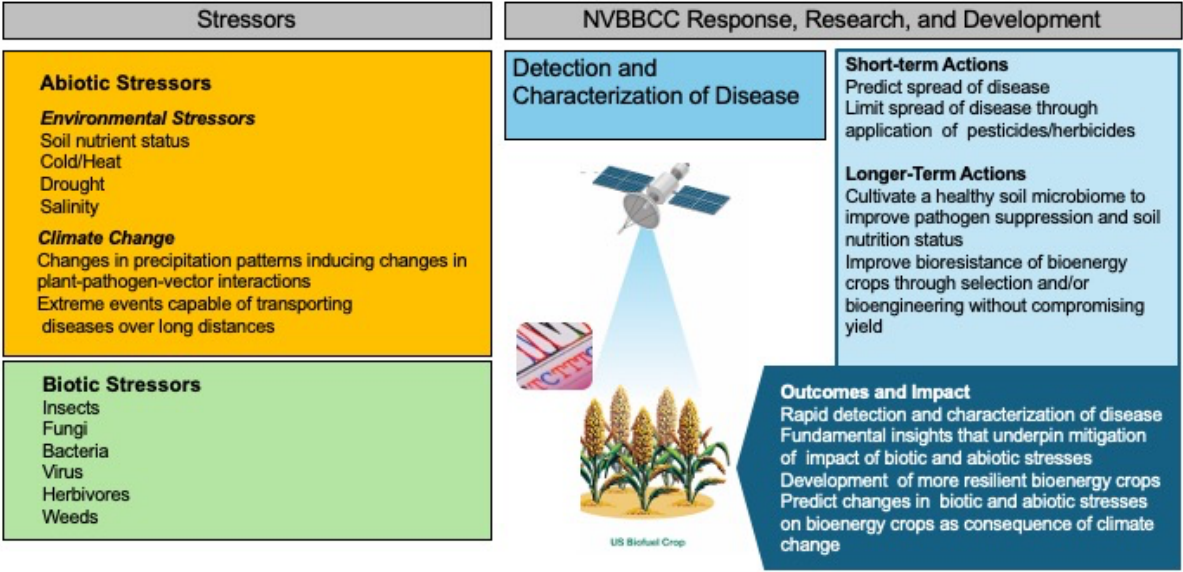 Stressors
NVBBCC Response, Research, and Development
Abiotic Stressors
Environmental Stressors
Soil nutrient status
Cold/Heat
Drought
Salinity
Climate Change
Changes in precipitation patterns inducing changes in
plant-pathogen-vector interactions
Extreme events capable of transporting
diseases over long distances
Biotic Stressors
Insects
Fungi
Bacteria
Virus
Herbivores
Weeds
Detection and
Characterization of Disease
Short-term Actions
Predict spread of disease
Limit spread of disease through
application of pesticides/herbicides
Longer-Term Actions
Cultivate a healthy soil microbiome to
improve pathogen suppression and soil
nutrition status
Improve bioresistance of bioenergy
crops through selection and/or
bioengineering without compromising
yield
TCTTTC
US Biofuel Crop
Outcomes and Impact
Rapid detection and characterization of disease
Fundamental insights that underpin mitigation
of impact of biotic and abiotic stresses
Development of more resilient bioenergy crops
Predict changes in biotic and abiotic stresses
on bioenergy crops as consequence of climate
change